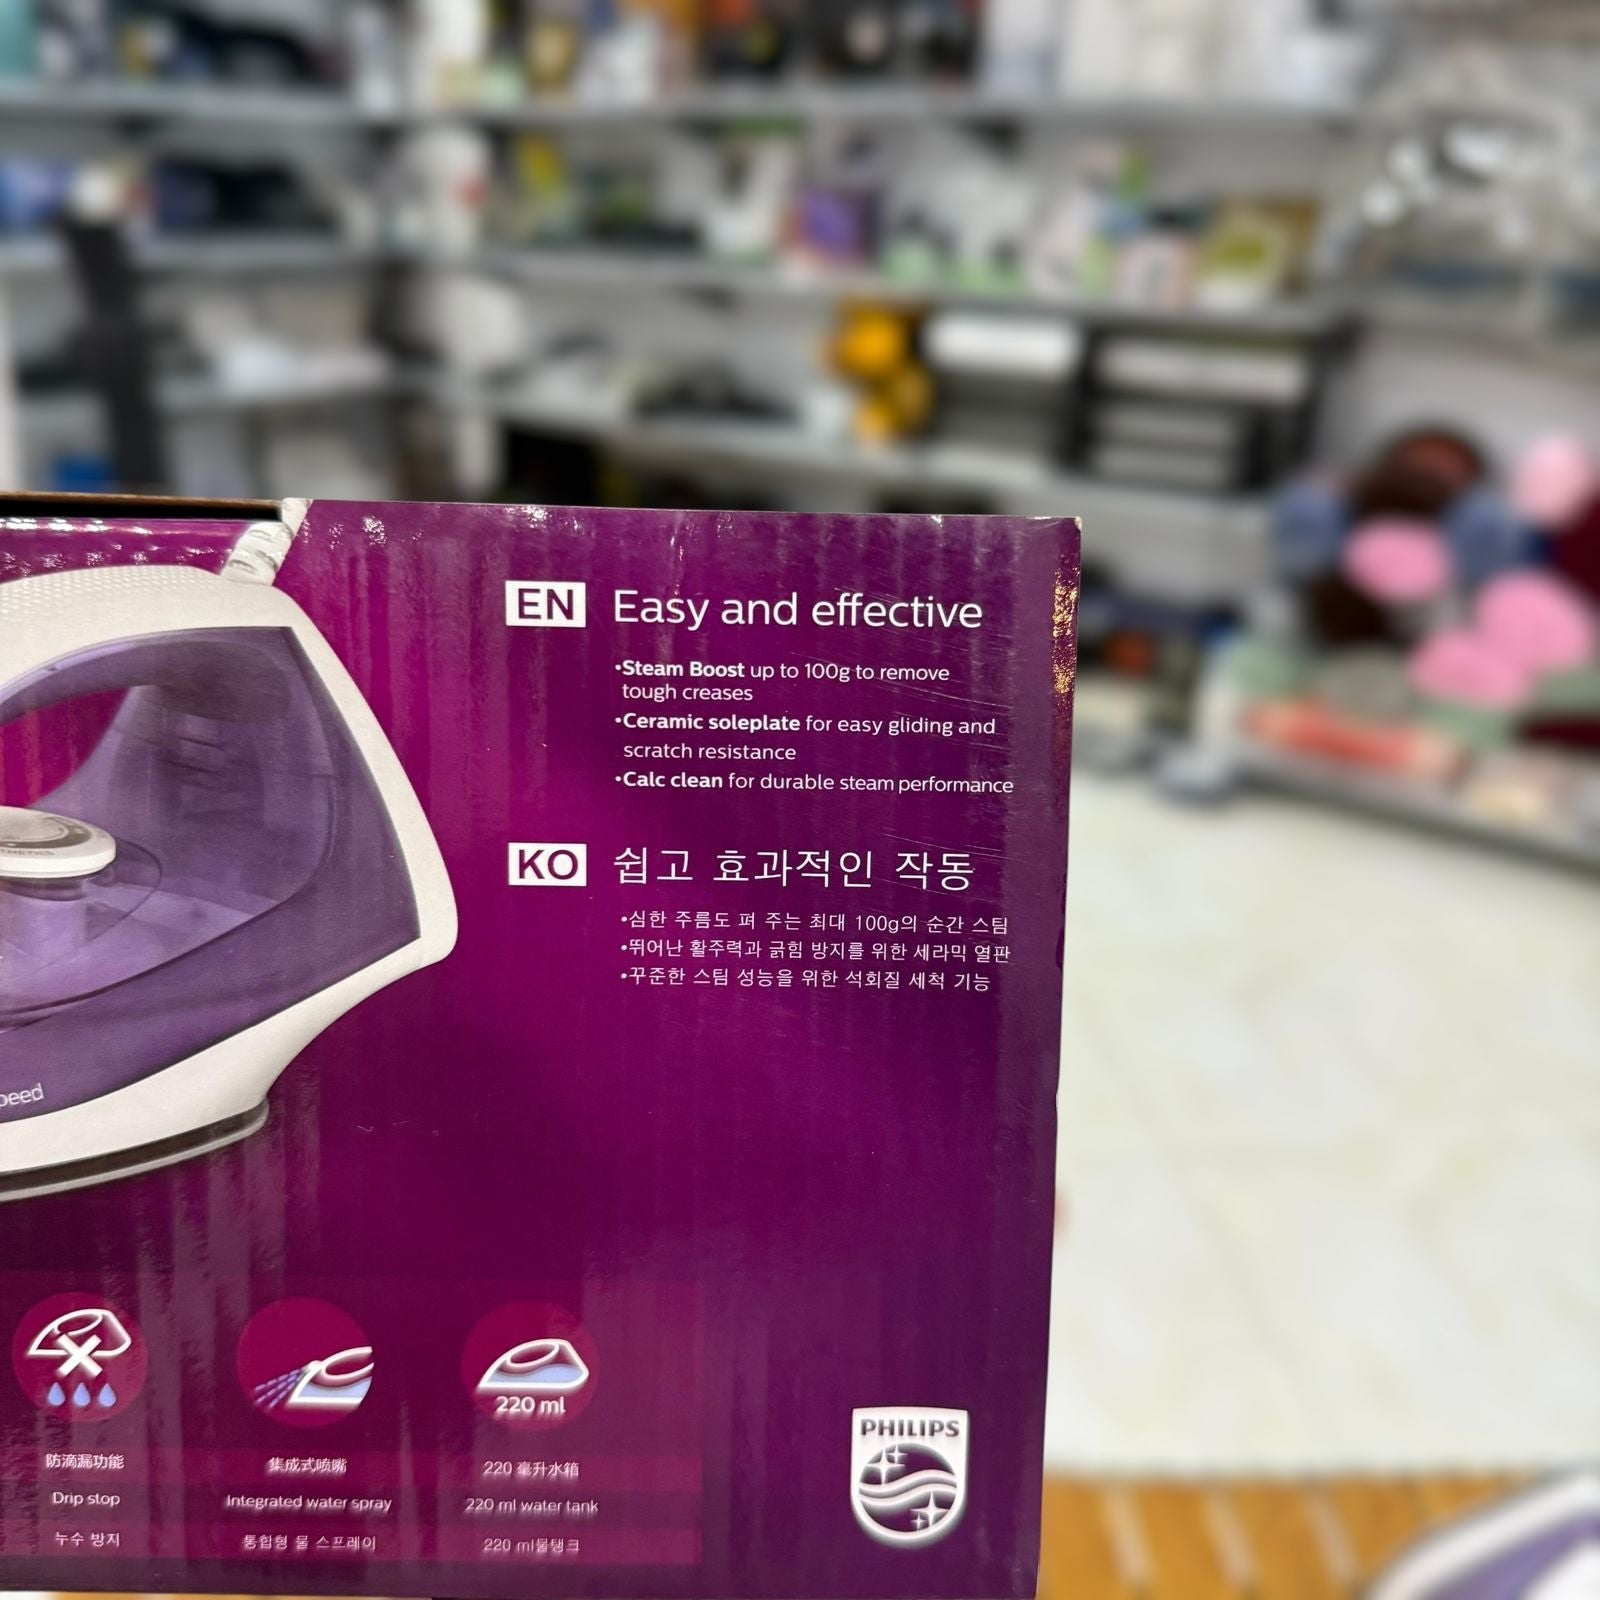 EN Easy and effective
•Steam Boost up to 100g to remove
tough creases
•Ceramic soleplate for easy gliding and
scratch resistance
•Calc clean for durable steam performance
KO 쉽고 효과적인 작동
•심한 주름도 펴 주는 최대 100g의 순간 스팀
•뛰어난 활주력과 긁힘 방지를 위한 세라믹 열판
•꾸준한 스팀 성능을 위한 석회질 세척 기능
220 ml
PHILIPS
防滴漏功能 集成式喷嘴 220 毫升水箱
Drip stop Integrated water spray 220 ml water tank
누수 방지 통합형 물 스프레이 220 ml물탱크